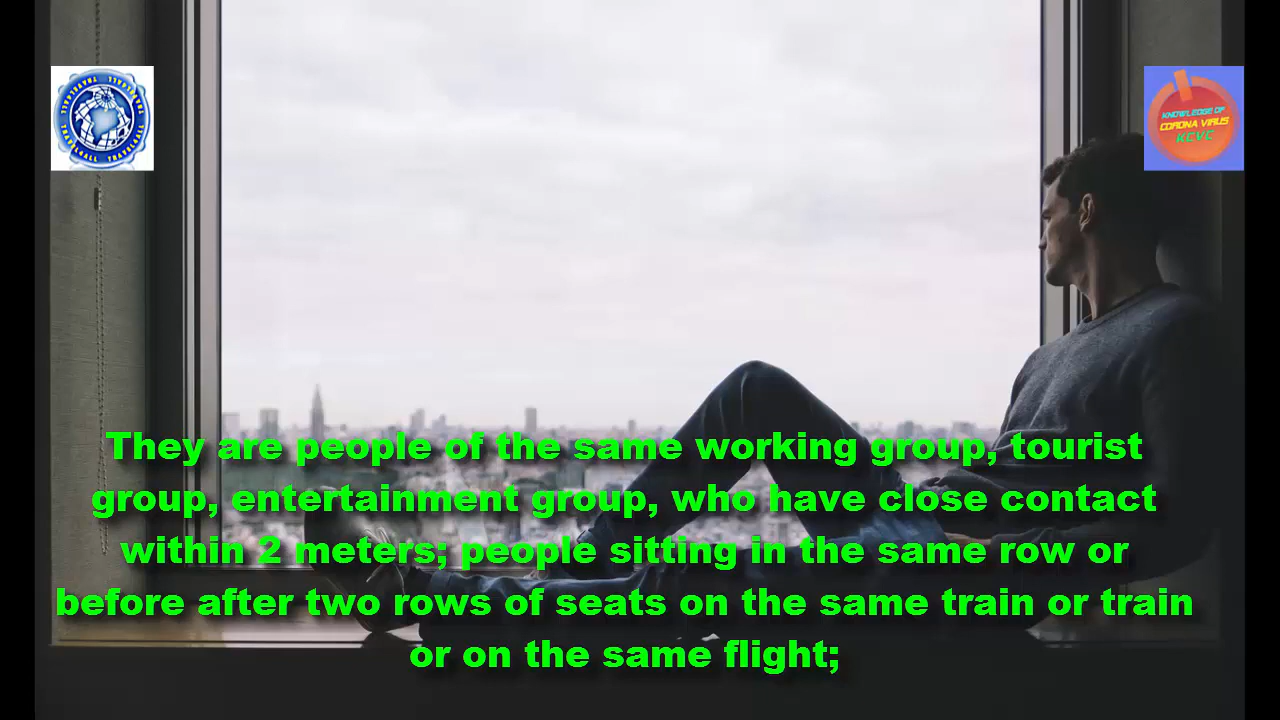 KNOWLEDGE OF
CORONA VIRUS
KCVC
They are people of the same working group, tourist
group, entertainment group, who have close contact
within 2 meters; people sitting in the same row or
before after two rows of seats on the same train or train
or on the same flight;